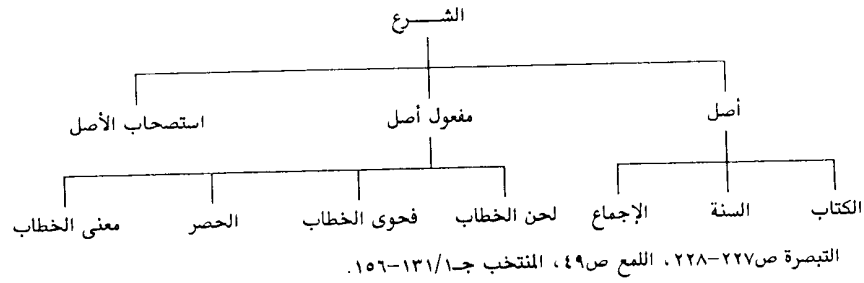 الشرع
أصل مفعول أصل استصحاب الأصل
الكتاب السنة الإجماع لحن الخطاب فحوى الخطاب الحصر معنى الخطاب
التبصرة ص٢٢٧-٢٢٨، اللمع ص٤٩، المنتخب جـ١/١٣١-١٥٦.